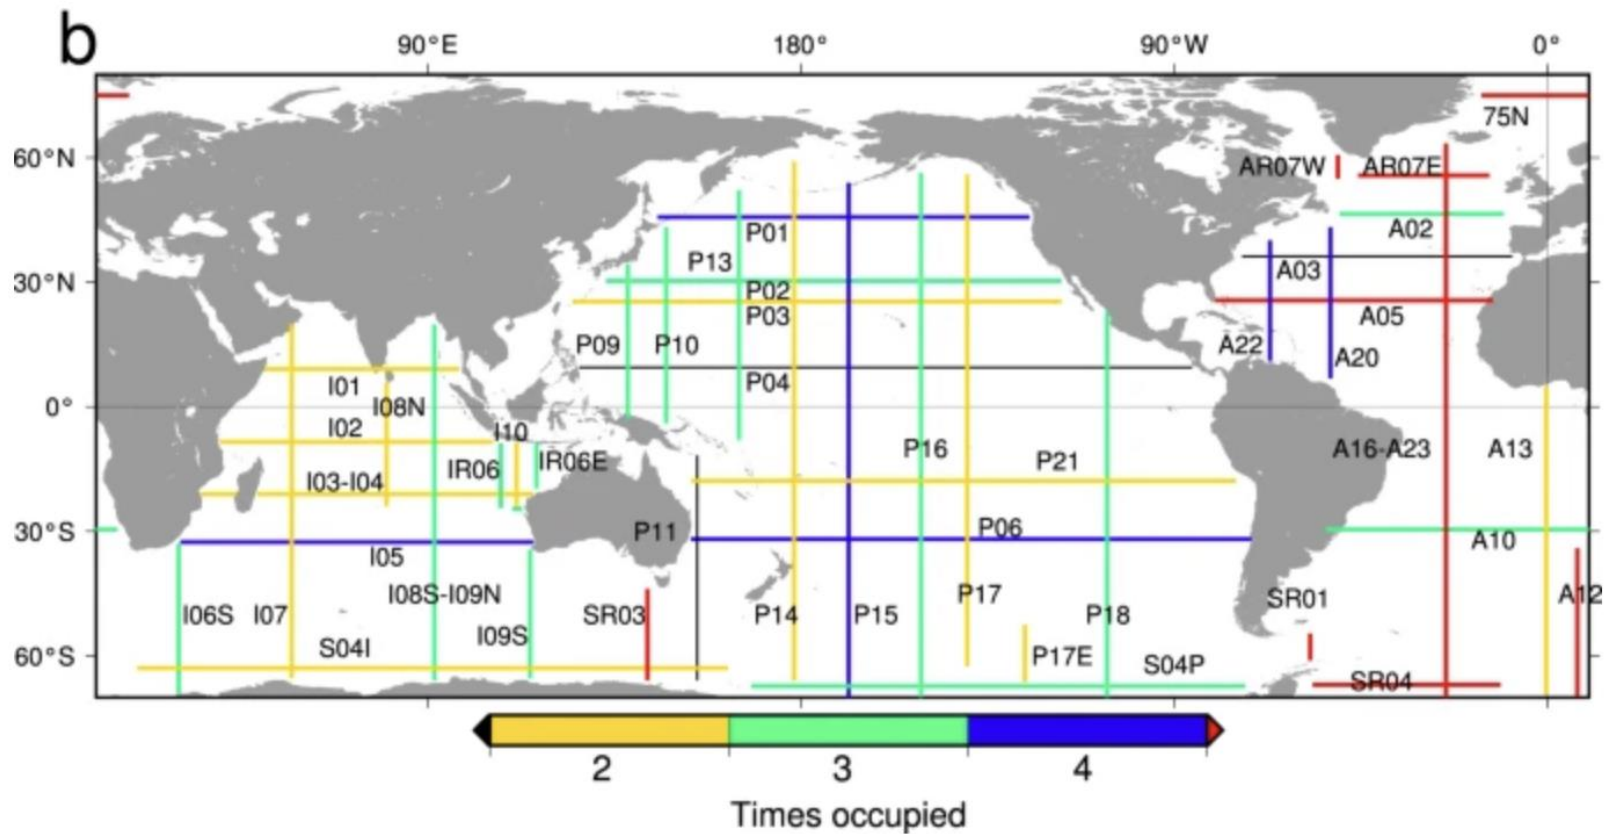 b
90°E 180° 90°W 0°
75N
60°N
AR07W AR07E
P01 A02
P13 A03
30°N
P02
P03 A05
P09 P10 A22
A20
I01 P04
0° I08N
I02 I10
P16 A16-A23 A13
IR06 IR06E P21
I03-I04
30°S P11 P06
A10
I05
I08S-I09N P17 SR01 A12
I06S I07 SR03 P14 P15 P18
I09S
S04I
60°S P17E S04P
SR04
2 3 4
Times occupied